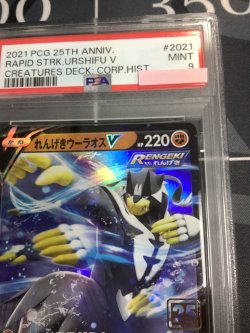 2021 PCG 25TH ANNIV. #2021
RAPID STRK.URSHIFU V MINT
CREATURES DECK: CORP.HIST 9
PSA
れんげきウーラオスV HP220
RENGEKI
れんげき
25